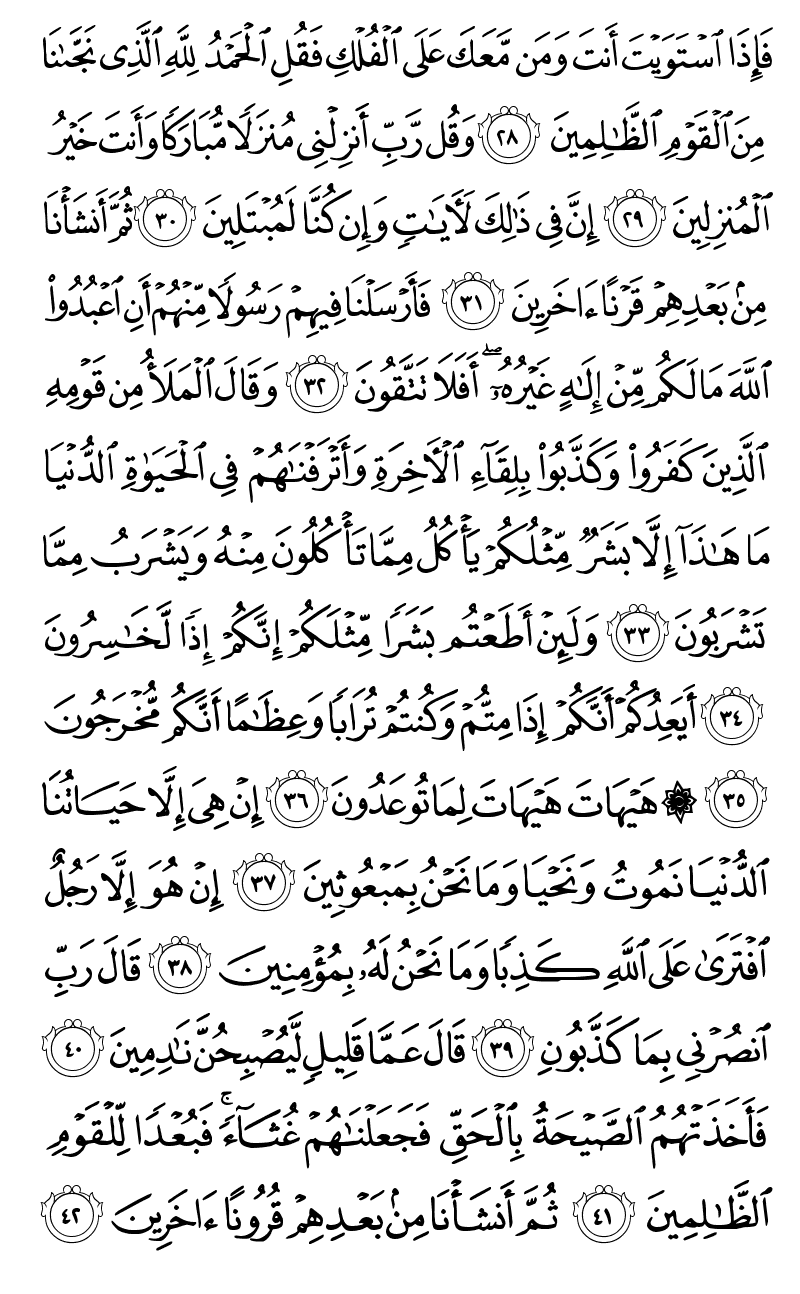 فَإِذَا ٱسْتَوَيْتَ أَنتَ وَمَن مَّعَكَ عَلَى ٱلْفُلْكِ فَقُلِ ٱلْحَمْدُ لِلَّهِ ٱلَّذِى نَجَّىٰنَا
مِنَ ٱلْقَوْمِ ٱلظَّٰلِمِينَ ٢٨ وَقُل رَّبِّ أَنزِلْنِى مُنزَلًا مُّبَارَكًا وَأَنتَ خَيْرُ
ٱلْمُنزِلِينَ ٢٩ إِنَّ فِى ذَٰلِكَ لَأَيَٰتٍ وَإِن كُنَّا لَمُبْتَلِينَ ٣٠ ثُمَّ أَنشَأْنَا
مِنۢ بَعْدِهِمْ قَرْنًا ءَاخَرِينَ ٣١ فَأَرْسَلْنَا فِيهِمْ رَسُولًا مِّنْهُمْ أَنِ ٱعْبُدُوا۟
ٱللَّهَ مَا لَكُم مِّنْ إِلَٰهٍ غَيْرُهُۥٓ ۖ أَفَلَا تَتَّقُونَ ٣٢ وَقَالَ ٱلْمَلَأُ مِن قَوْمِهِ
ٱلَّذِينَ كَفَرُوا۟ وَكَذَّبُوا۟ بِلِقَآءِ ٱلْأَخِرَةِ وَأَتْرَفْنَٰهُمْ فِى ٱلْحَيَوٰةِ ٱلدُّنْيَا
مَا هَٰذَآ إِلَّا بَشَرٌ مِّثْلُكُمْ يَأْكُلُ مِمَّا تَأْكُلُونَ مِنْهُ وَيَشْرَبُ مِمَّا
تَشْرَبُونَ ٣٣ وَلَئِنْ أَطَعْتُم بَشَرًا مِّثْلَكُمْ إِنَّكُمْ إِذًا لَّخَٰسِرُونَ
٣٤ أَيَعِدُكُمْ أَنَّكُمْ إِذَا مِتُّمْ وَكُنتُمْ تُرَابًا وَعِظَٰمًا أَنَّكُم مُّخْرَجُونَ
٣٥ ۞ هَيْهَاتَ هَيْهَاتَ لِمَا تُوعَدُونَ ٣٦ إِنْ هِىَ إِلَّا حَيَاتُنَا
ٱلدُّنْيَا نَمُوتُ وَنَحْيَا وَمَا نَحْنُ بِمَبْعُوثِينَ ٣٧ إِنْ هُوَ إِلَّا رَجُلٌ
ٱفْتَرَىٰ عَلَى ٱللَّهِ كَذِبًا وَمَا نَحْنُ لَهُۥ بِمُؤْمِنِينَ ٣٨ قَالَ رَبِّ
ٱنصُرْنِى بِمَا كَذَّبُونِ ٣٩ قَالَ عَمَّا قَلِيلٍ لَّيُصْبِحُنَّ نَٰدِمِينَ ٤٠
فَأَخَذَتْهُمُ ٱلصَّيْحَةُ بِٱلْحَقِّ فَجَعَلْنَٰهُمْ غُثَآءً ۚ فَبُعْدًا لِّلْقَوْمِ
ٱلظَّٰلِمِينَ ٤١ ثُمَّ أَنشَأْنَا مِنۢ بَعْدِهِمْ قُرُونًا ءَاخَرِينَ ٤٢